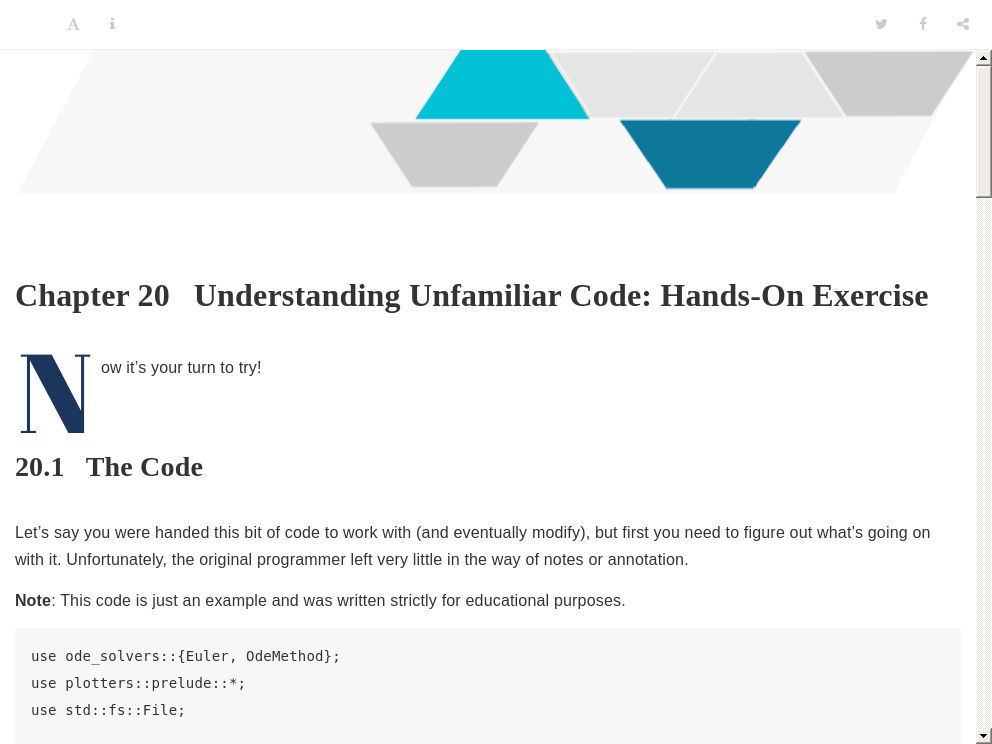 Chapter 20 Understanding Unfamiliar Code: Hands-On Exercise
Now it’s your turn to try!
20.1 The Code
Let’s say you were handed this bit of code to work with (and eventually modify), but first you need to figure out what’s going on
with it. Unfortunately, the original programmer left very little in the way of notes or annotation.
Note: This code is just an example and was written strictly for educational purposes.
use ode_solvers::{Euler, OdeMethod};
use plotters::prelude::*;
use std::fs::File;